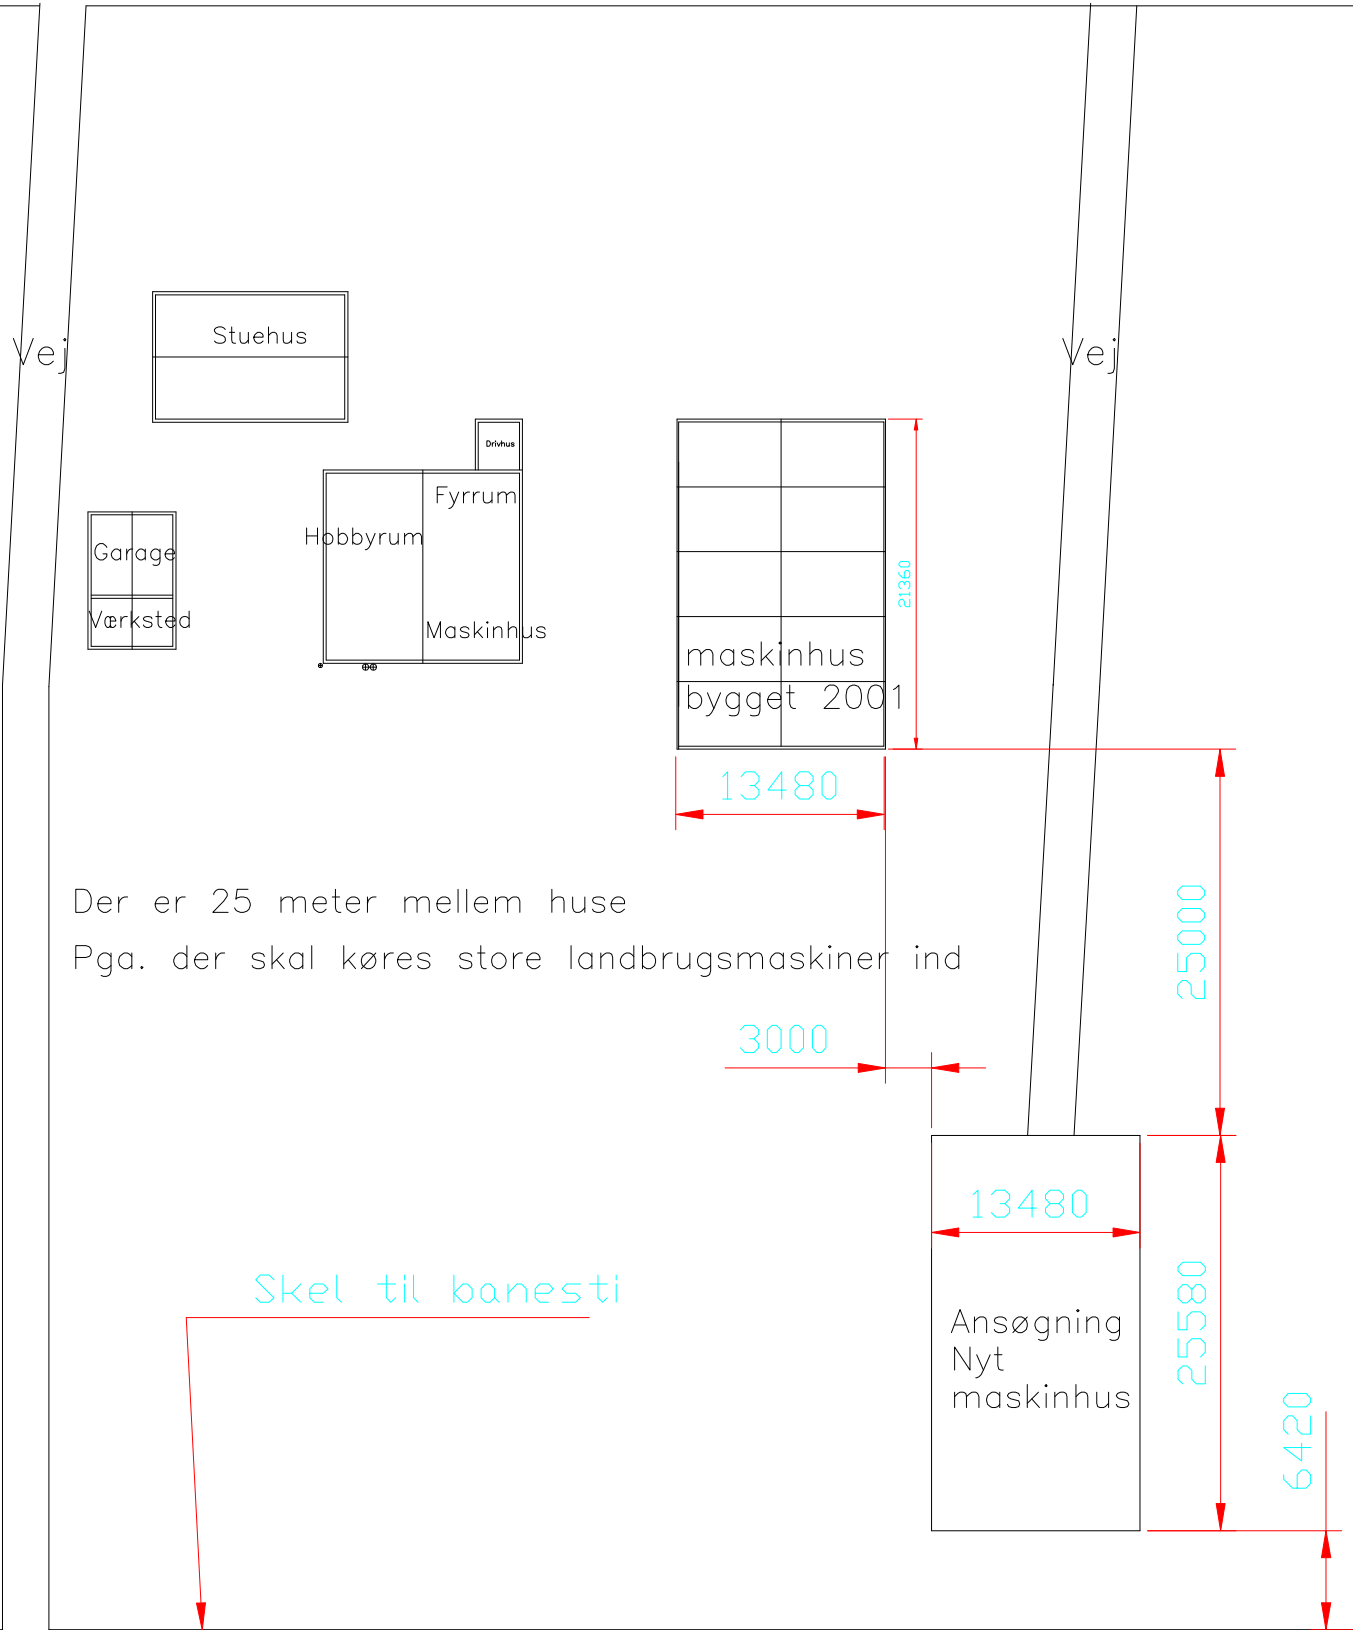 Stuehus
Vej
Vej
Drivhus
Fyrrum
Hobbyrum
Garage
Værksted
Maskinhus
21360
maskinhus
bygget 2001
13480
Der er 25 meter mellem huse
Pga. der skal køres store landbrugsmaskiner ind
25000
3000
13480
Skel til banesti
Ansøgning
Nyt
maskinhus
25580
6420